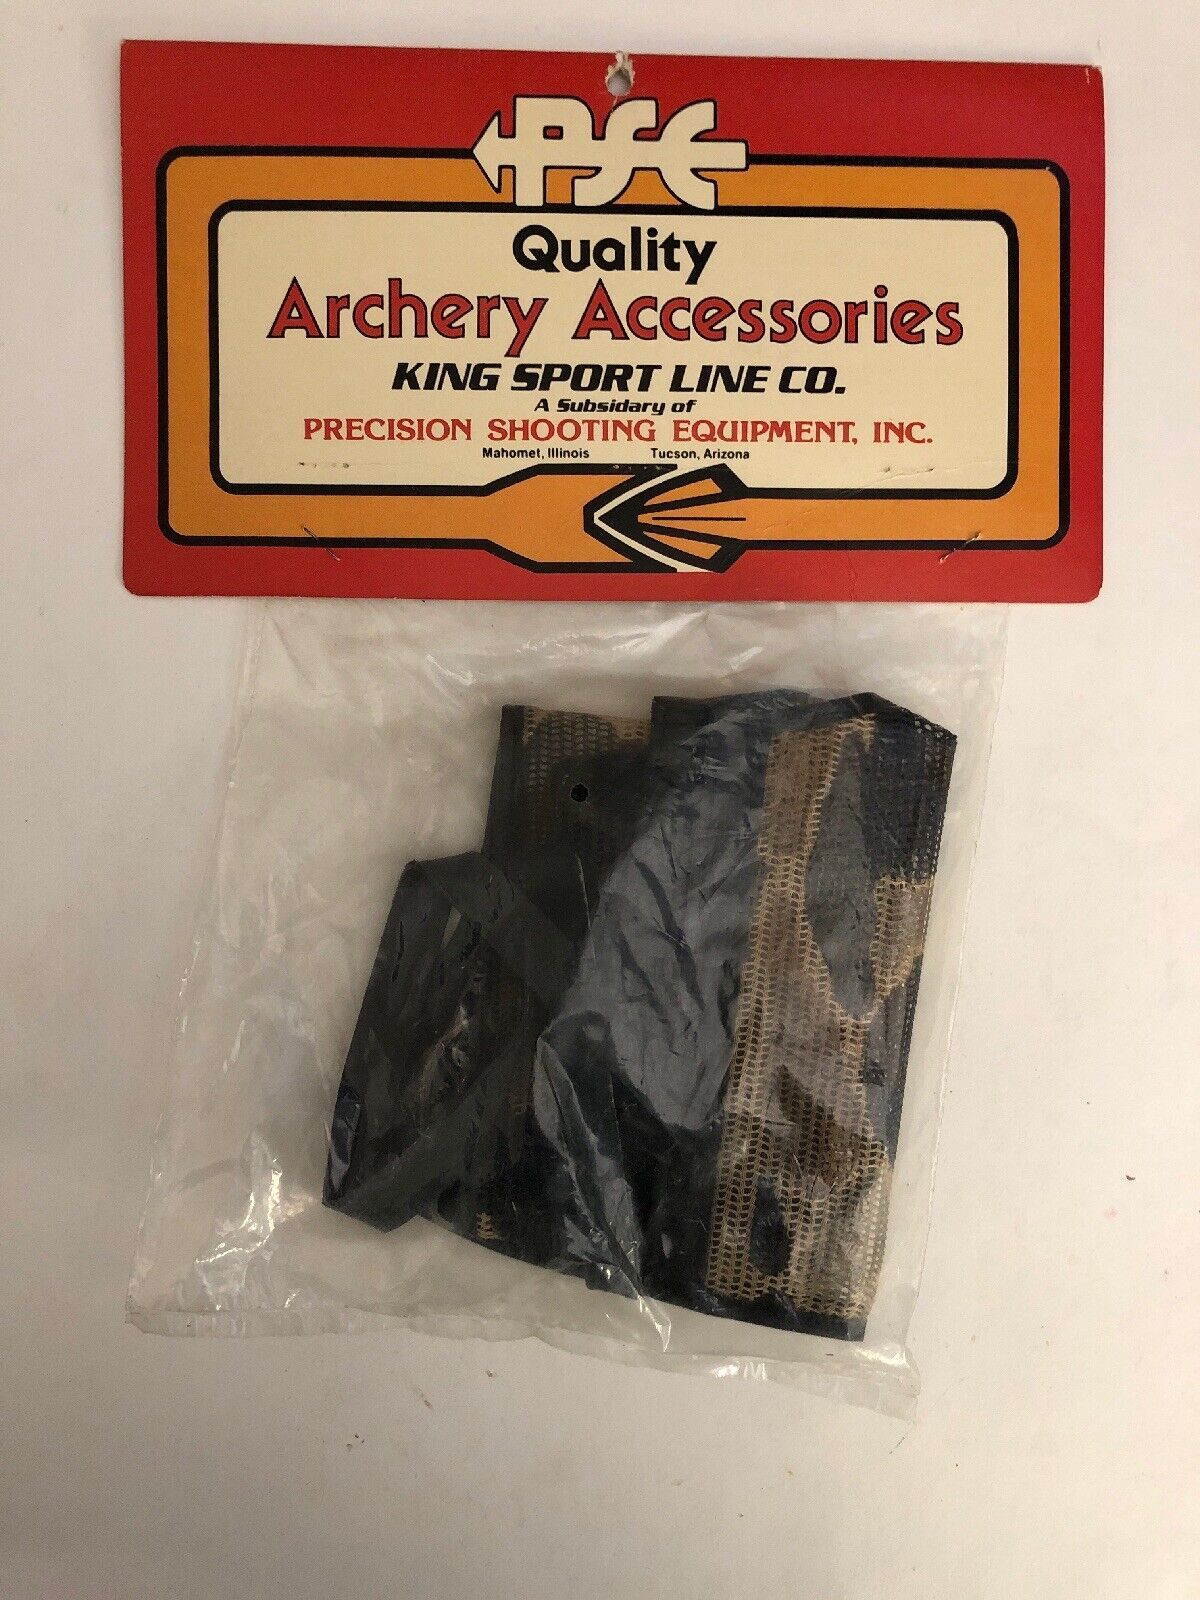 PSE
Quality
Archery Accessories
KING SPORT LINE CO.
A Subsidary of
PRECISION SHOOTING EQUIPMENT, INC.
Mahomet, Illinois Tucson, Arizona